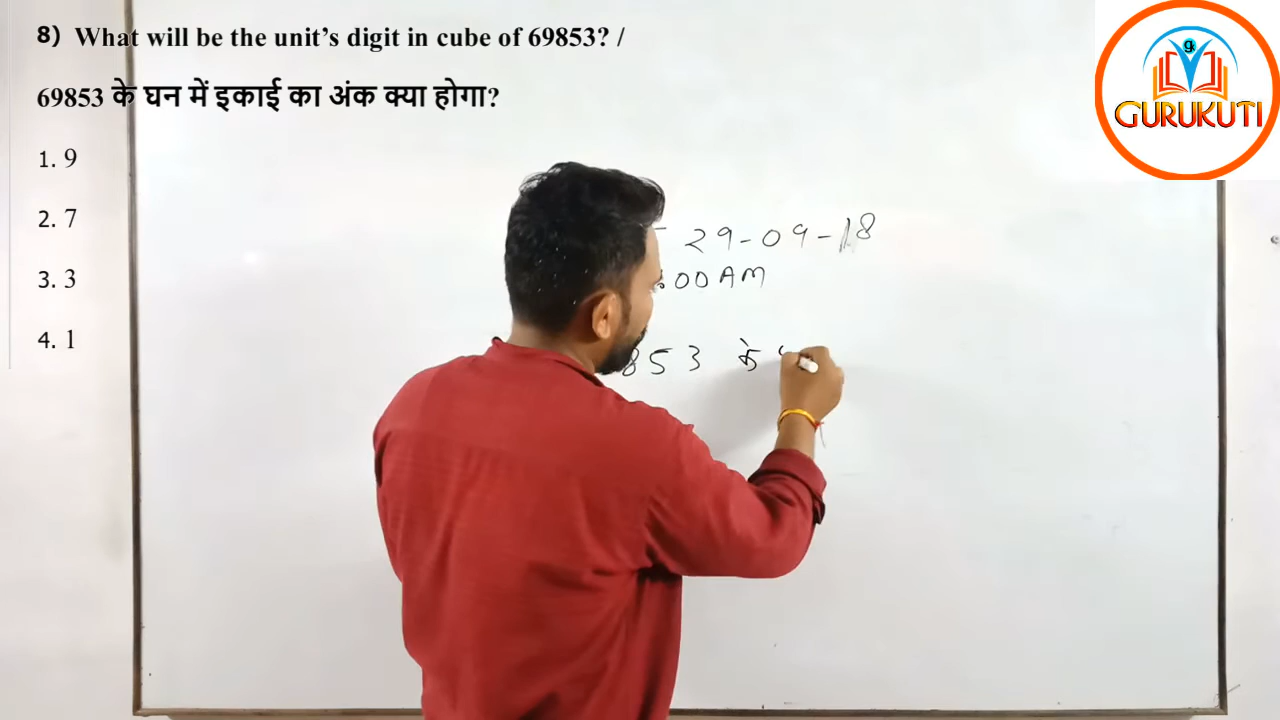 8) What will be the unit's digit in cube of 69853? /
69853 के घन में इकाई का अंक क्या होगा?
1. 9
2. 7
3. 3
4. 1
gk
GURUKUTI
29-09-18
:00AM
853 के